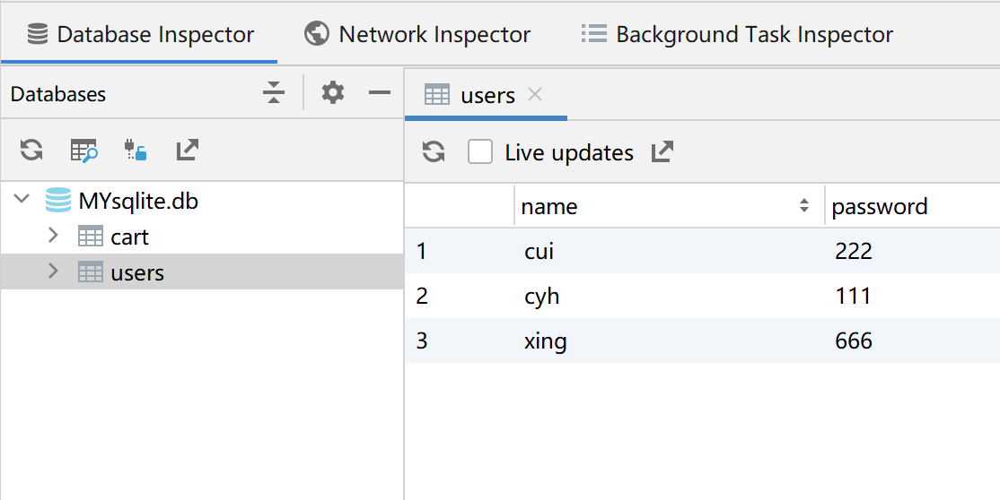 Database Inspector Network Inspector Background Task Inspector
Databases
users
Live updates
MYsqlite.db
cart
users
name password
1 cui 222
2 cyh 111
3 xing 666